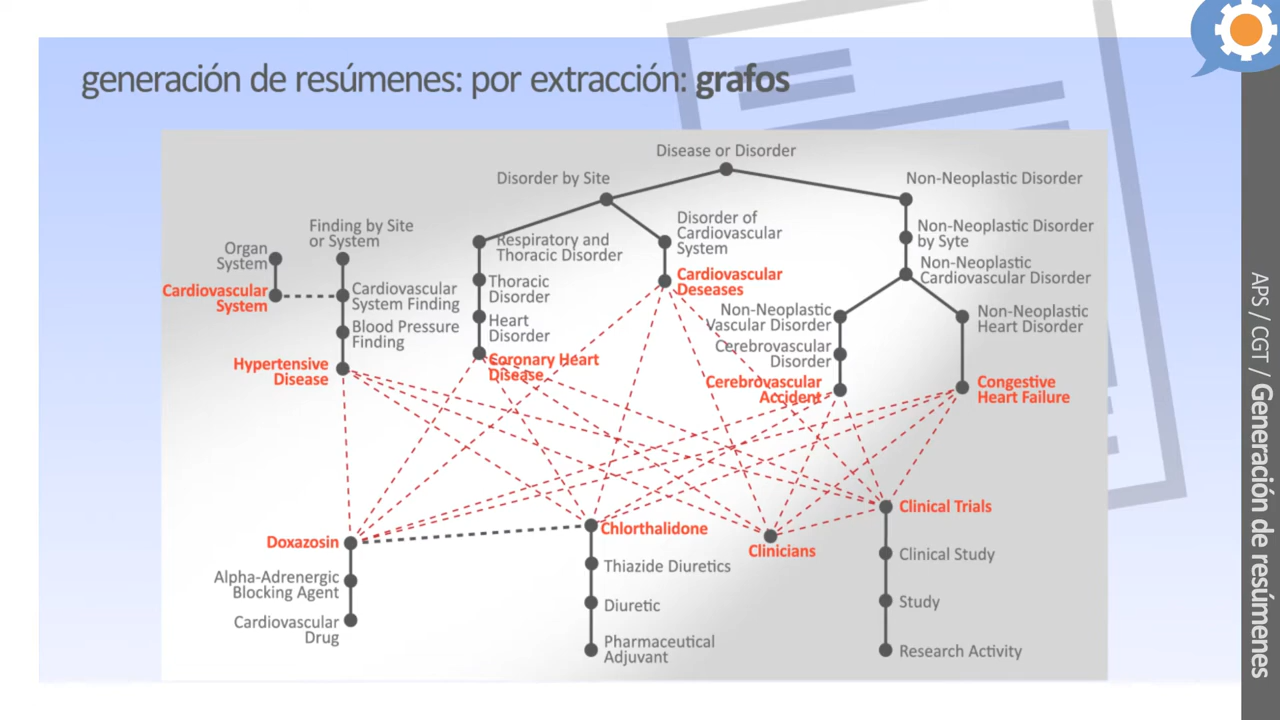 generación de resúmenes: por extracción: grafos
Disease or Disorder
Disorder by Site
Non-Neoplastic Disorder
Finding by Site
or System
Organ
System
Cardiovascular
System
Cardiovascular
System Finding
Blood Pressure
Finding
Hypertensive
Disease
Respiratory and
Thoracic Disorder
Thoracic
Disorder
Heart
Disorder
Coronary Heart
Disease
Disorder of
Cardiovascular
System
Cardiovascular
Deseases
Non-Neoplastic Disorder
by Syte
Non-Neoplastic
Cardiovascular Disorder
Non-Neoplastic
Vascular Disorder
Cerebrovascular
Disorder
Cerebrovascular
Accident
Non-Neoplastic
Heart Disorder
Congestive
Heart Failure
Doxazosin
Alpha-Adrenergic
Blocking Agent
Cardiovascular
Drug
Chlorthalidone
Thiazide Diuretics
Diuretic
Pharmaceutical
Adjuvant
Clinicians
Clinical Trials
Clinical Study
Study
Research Activity
APS / CGT / Generación de resúmenes